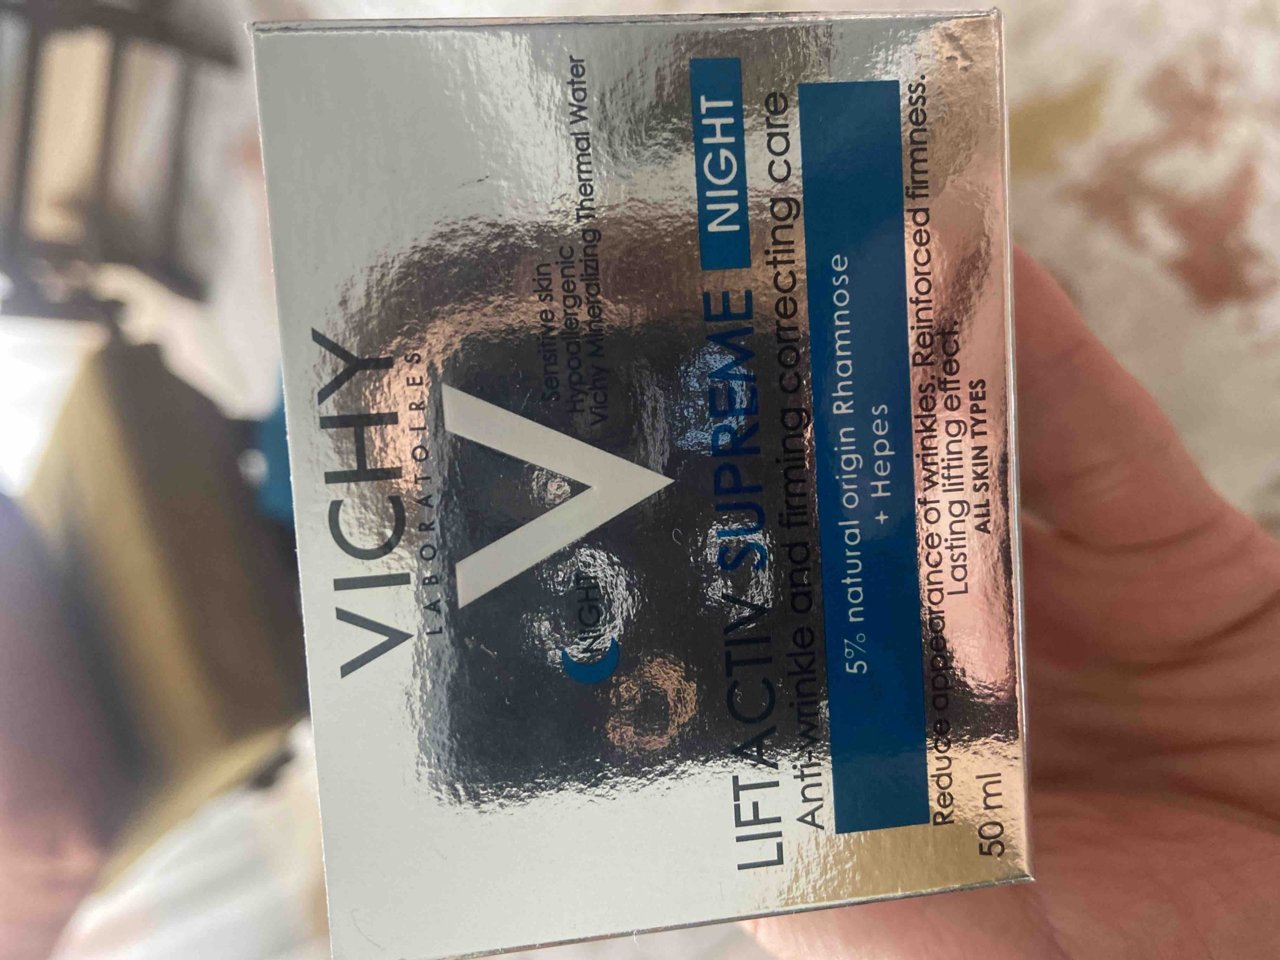 VICHY
LABORATOIRES
V
Sensitive skin
Hypoallergenic
Vichy Mineralizing Thermal Water
NIGHT
LIFTACTIV SUPREME NIGHT
Anti-wrinkle and firming correcting care
5% natural origin Rhamnose
+ Hepes
Reduce appearance of wrinkles. Reinforced firmness.
Lasting lifting effect.
ALL SKIN TYPES
50 ml